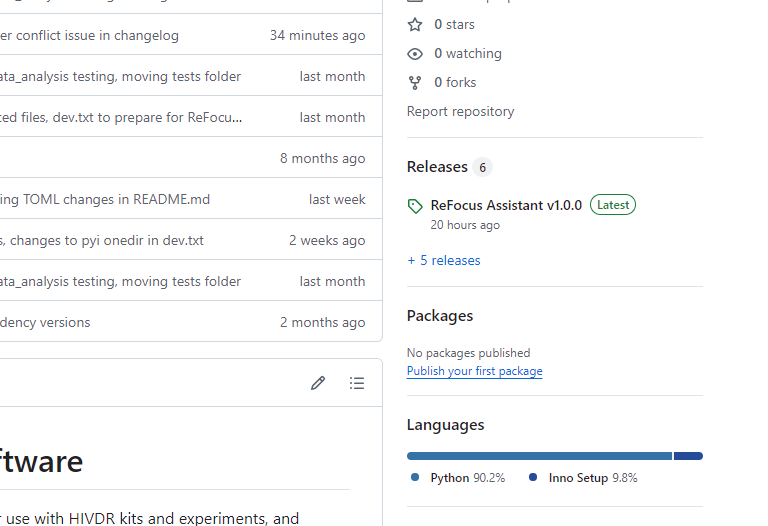 er conflict issue in changelog 34 minutes ago
ata_analysis testing, moving tests folder last month
ted files, dev.txt to prepare for ReFocu... last month
8 months ago
ing TOML changes in README.md last week
s, changes to pyi onedir in dev.txt 2 weeks ago
ata_analysis testing, moving tests folder last month
dency versions 2 months ago
ftware
r use with HIVDR kits and experiments, and
0 stars
0 watching
0 forks
Report repository
Releases 6
ReFocus Assistant v1.0.0 Latest
20 hours ago
+ 5 releases
Packages
No packages published
Publish your first package
Languages
Python 90.2% Inno Setup 9.8%